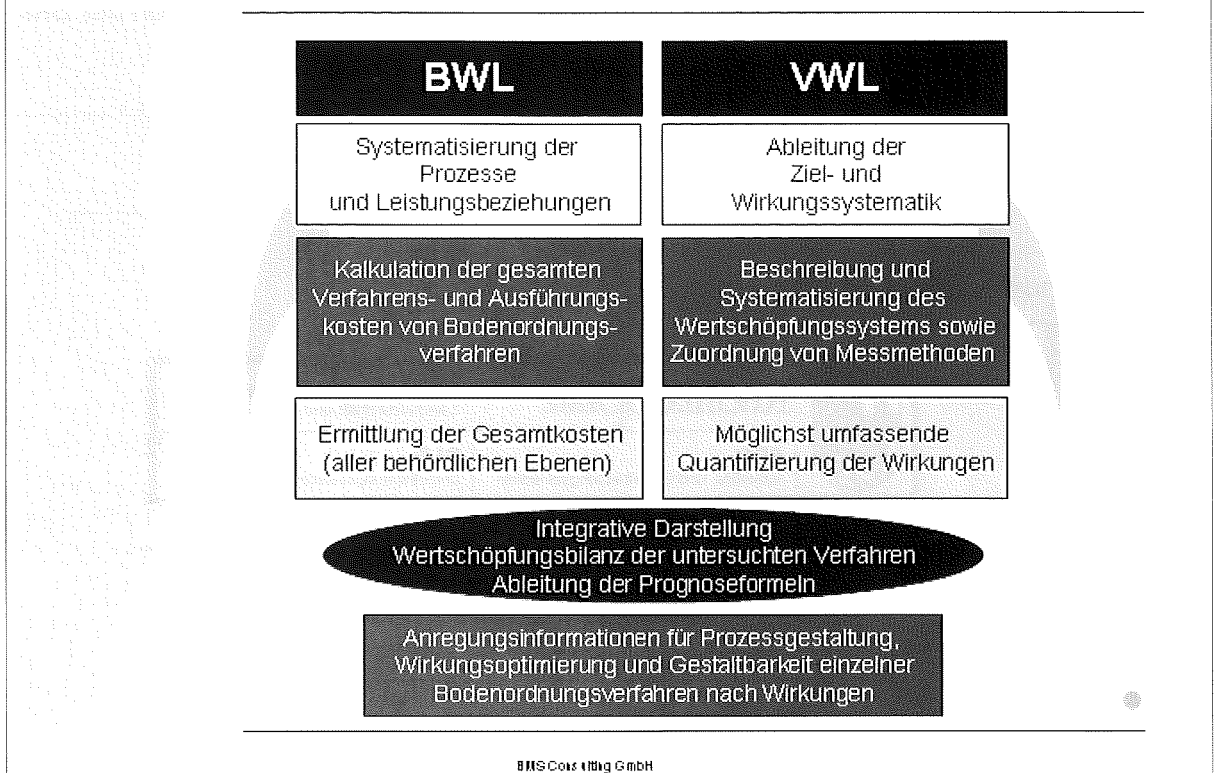 BWL
Systematisierung der
Prozesse
und Leistungsbeziehungen
Kalkulation der gesamten
Verfahrens- und Ausführungs-
kosten von Bodenordnungs-
verfahren
Ermittlung der Gesamtkosten
(aller behördlichen Ebenen)
VWL
Ableitung der
Ziel- und
Wirkungssystematik
Beschreibung und
Systematisierung des
Wertschöpfungssystems sowie
Zuordnung von Messmethoden
Möglichst umfassende
Quantifizierung der Wirkungen
Integrative Darstellung
Wertschöpfungsbilanz der untersuchten Verfahren
Ableitung der Prognoseformeln
Anregungsinformationen für Prozessgestaltung,
Wirkungsoptimierung und Gestaltbarkeit einzelner
Bodenordnungsverfahren nach Wirkungen
BMS Consulting GmbH